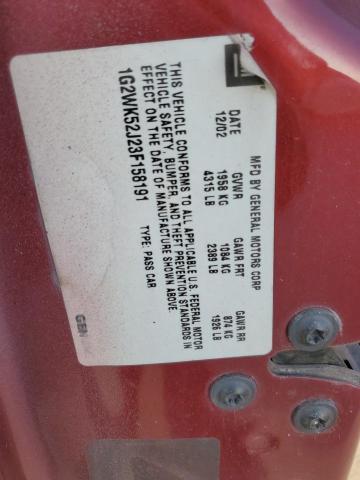 MFD BY GENERAL MOTORS CORP
DATE GVWR GAWR FRT GAWR RR
12/02 1958 KG 1084 KG 874 KG
4315 LB 2389 LB 1926 LB
THIS VEHICLE CONFORMS TO ALL APPLICABLE U.S. FEDERAL MOTOR
VEHICLE SAFETY, BUMPER, AND THEFT PREVENTION STANDARDS IN
EFFECT ON THE DATE OF MANUFACTURE SHOWN ABOVE.
1G2WK52J23F158191 TYPE: PASS CAR
GEN